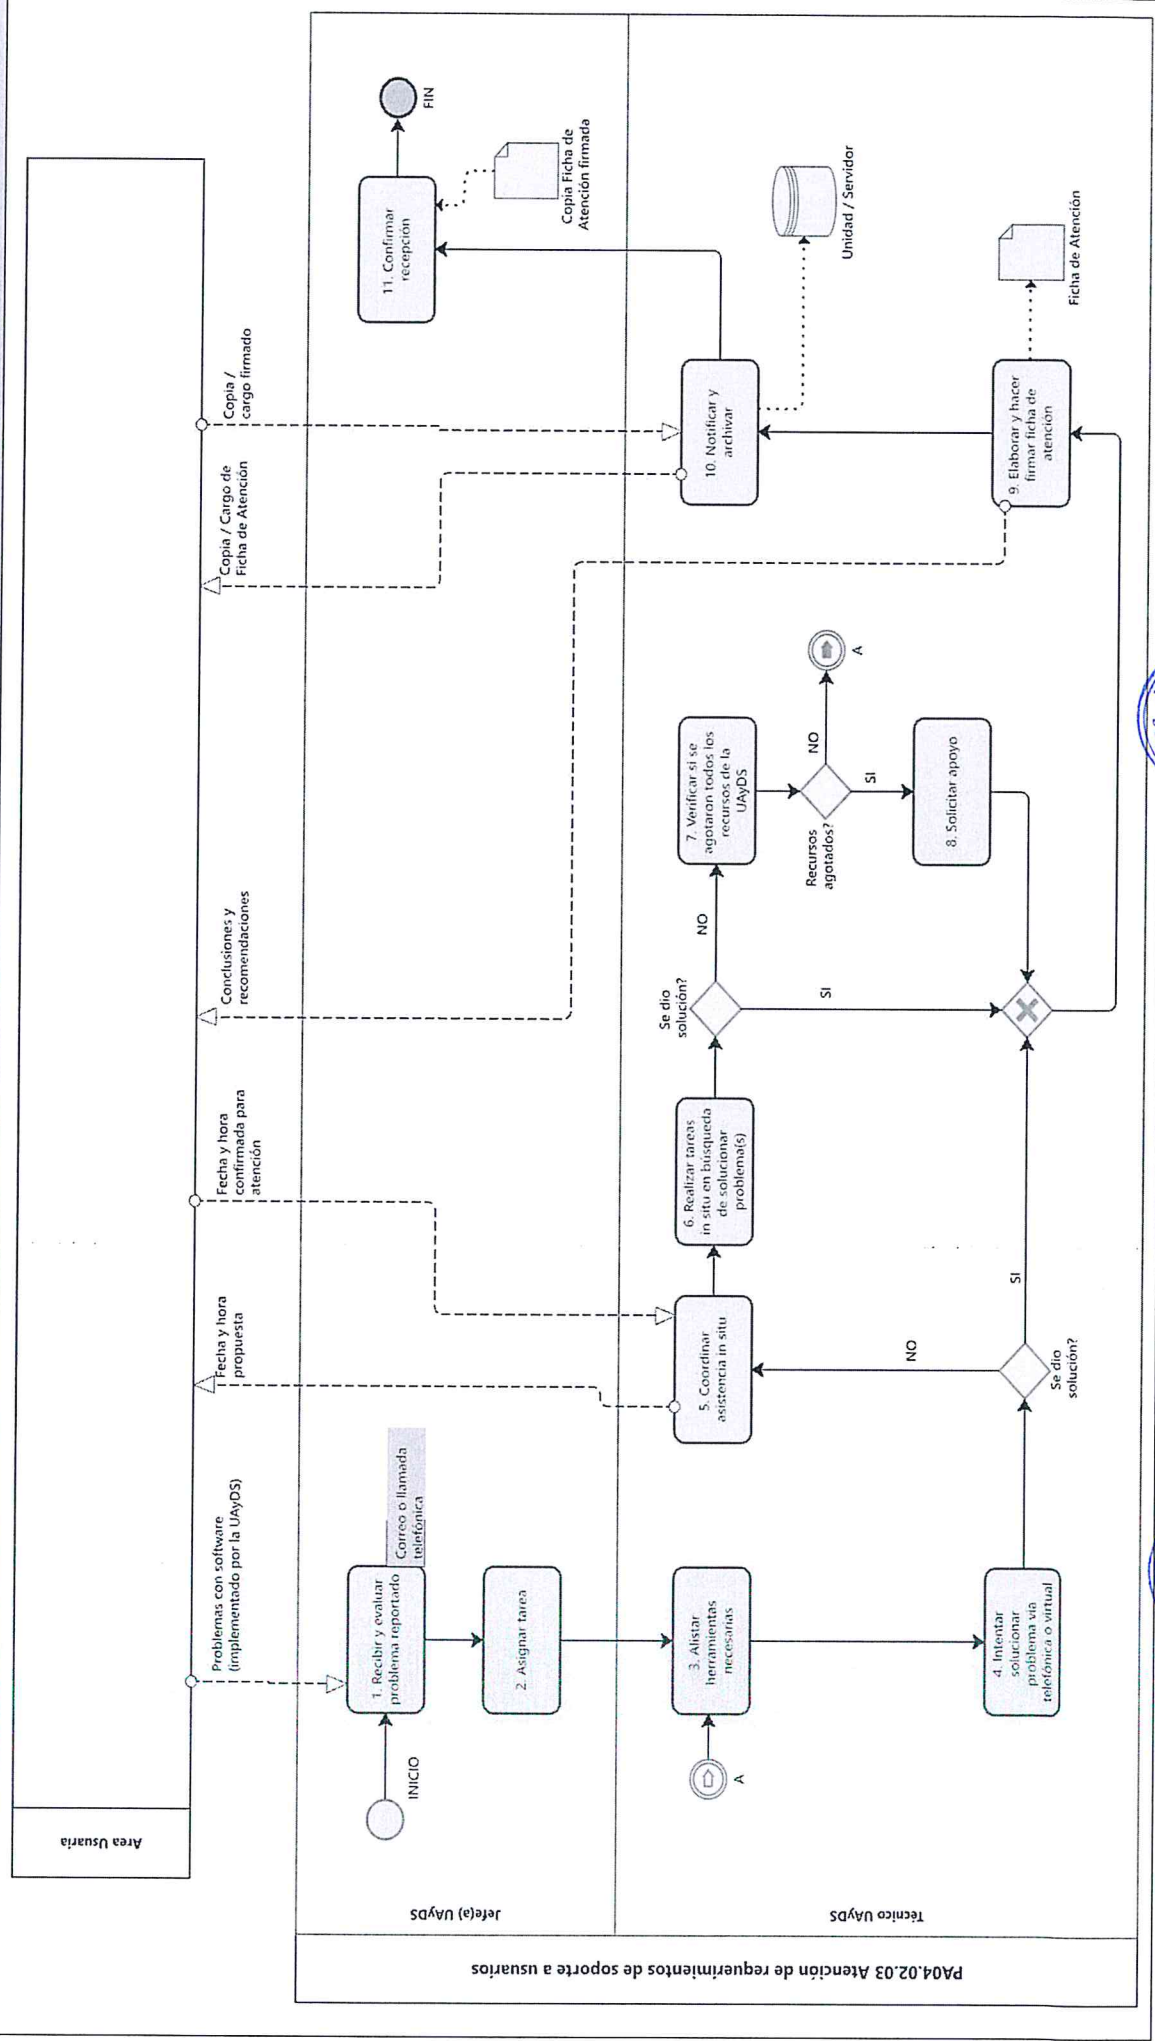 Area Usuaria
Problemas con software
(implementado por la UAyDS)
Fecha y hora
propuesta
Fecha y hora
confirmada para
atención
Conclusiones y
recomendaciones
Copia / Cargo de
Ficha de Atención
Copia /
cargo firmado
PA04.02.03 Atención de requerimientos de soporte a usuarios
Jefe(a) UAyDS
INICIO
1. Recibir y evaluar
problema reportado
Correo o llamada
telefónica
2. Asignar tarea
11. Confirmar
recepción
FIN
Copia Ficha de
Atención firmada
Técnico UAyDS
A
3. Alistar
herramientas
necesarias
4. Intentar
solucionar
problema vía
telefónica o virtual
Se dio
solución?
NO
SI
5. Coordinar
asistencia in situ
6. Realizar tareas
in situ en búsqueda
de solucionar
problema(s)
Se dio
solución?
NO
SI
7. Verificar si se
agotaron todos los
recursos de la
UAyDS
Recursos
agotados?
NO
A
SI
8. Solicitar apoyo
9. Elaborar y hacer
firmar ficha de
atención
Ficha de Atención
10. Notificar y
archivar
Unidad / Servidor